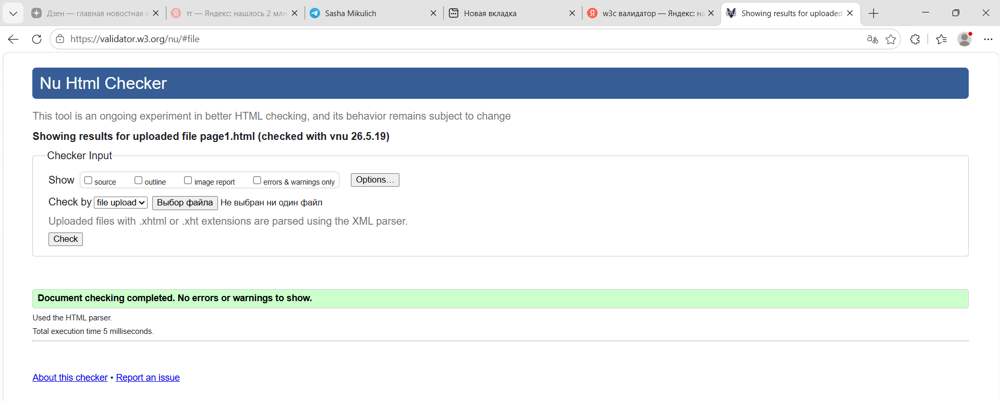 Дзен — главная новостная и
тг — Яндекс: нашлось 2 млн
Sasha Mikulich
Новая вкладка
w3c валидатор — Яндекс: на
Showing results for uploaded
https://validator.w3.org/nu/#file
Nu Html Checker
This tool is an ongoing experiment in better HTML checking, and its behavior remains subject to change
Showing results for uploaded file page1.html (checked with vnu 26.5.19)
Checker Input
Show source outline image report errors & warnings only Options...
Check by file upload Выбор файла Не выбран ни один файл
Uploaded files with .xhtml or .xht extensions are parsed using the XML parser.
Check
Document checking completed. No errors or warnings to show.
Used the HTML parser.
Total execution time 5 milliseconds.
About this checker • Report an issue